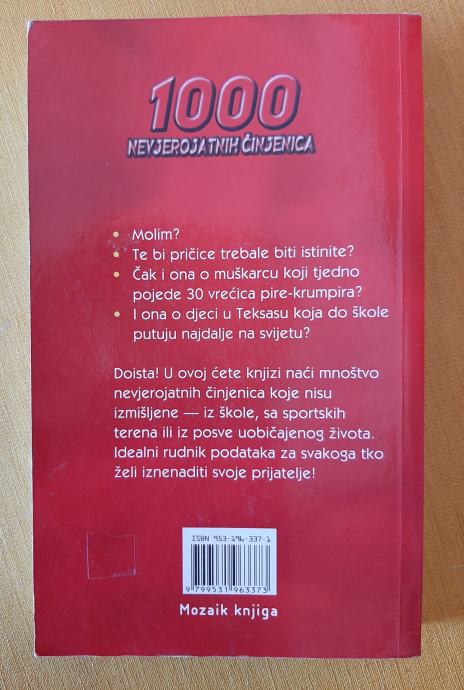 1000
NEVJEROJATNIH ČINJENICA
• Molim?
• Te bi pričice trebale biti istinite?
• Čak i ona o muškarcu koji tjedno
pojede 30 vrećica pire-krumpira?
• I ona o djeci u Teksasu koja do škole
putuju najdalje na svijetu?
Doista! U ovoj ćete knjizi naći mnoštvo
nevjerojatnih činjenica koje nisu
izmišljene — iz škole, sa sportskih
terena ili iz posve uobičajenog života.
Idealni rudnik podataka za svakoga tko
želi iznenaditi svoje prijatelje!
ISBN 953-196-337-1
9 799531 963373
Mozaik knjiga